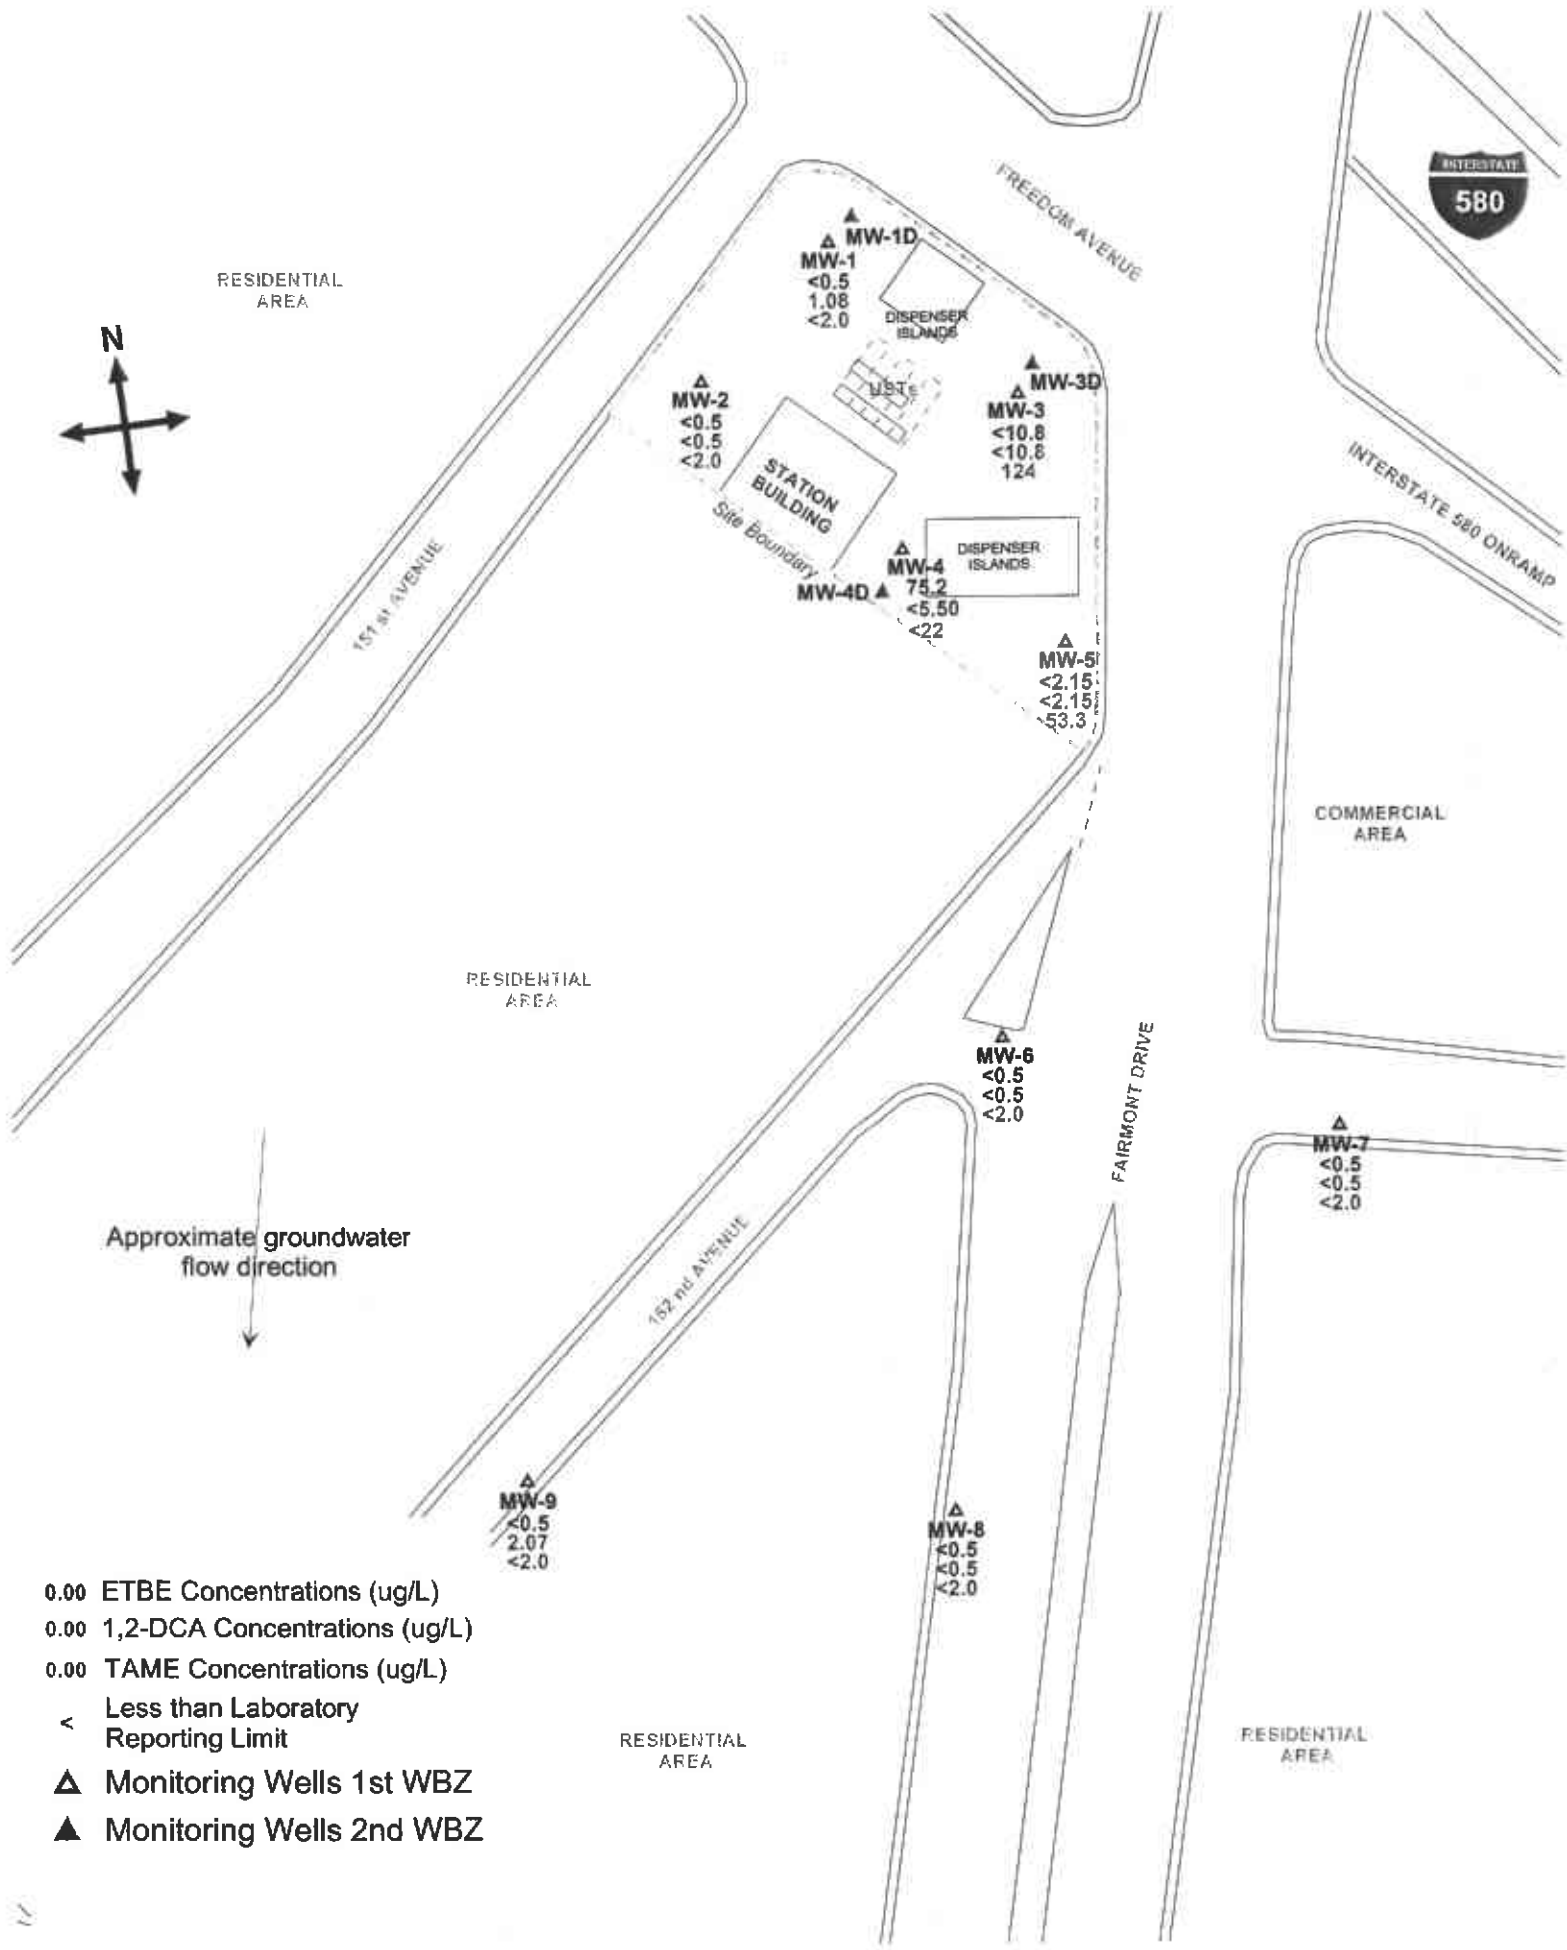 FREEDOM AVENUE
INTERSTATE
580
MW-1D
MW-1
<0.5
1.08
<2.0
RESIDENTIAL
AREA
DISPENSER
ISLANDS
N
USTs
MW-3D
MW-3
<10.8
<10.8
124
MW-2
<0.5
<0.5
<2.0
STATION
BUILDING
Site Boundary
INTERSTATE 580 ONRAMP
151 st AVENUE
DISPENSER
ISLANDS
MW-4
75.2
<5.50
<22
MW-4D
MW-5
<2.15
<2.15
53.3
COMMERCIAL
AREA
RESIDENTIAL
AREA
MW-6
<0.5
<0.5
<2.0
FAIRMONT DRIVE
MW-7
<0.5
<0.5
<2.0
Approximate groundwater
flow direction
152 nd AVENUE
MW-9
<0.5
2.07
<2.0
MW-8
<0.5
<0.5
<2.0
0.00 ETBE Concentrations (ug/L)
0.00 1,2-DCA Concentrations (ug/L)
0.00 TAME Concentrations (ug/L)
< Less than Laboratory
Reporting Limit
Monitoring Wells 1st WBZ
Monitoring Wells 2nd WBZ
RESIDENTIAL
AREA
RESIDENTIAL
AREA